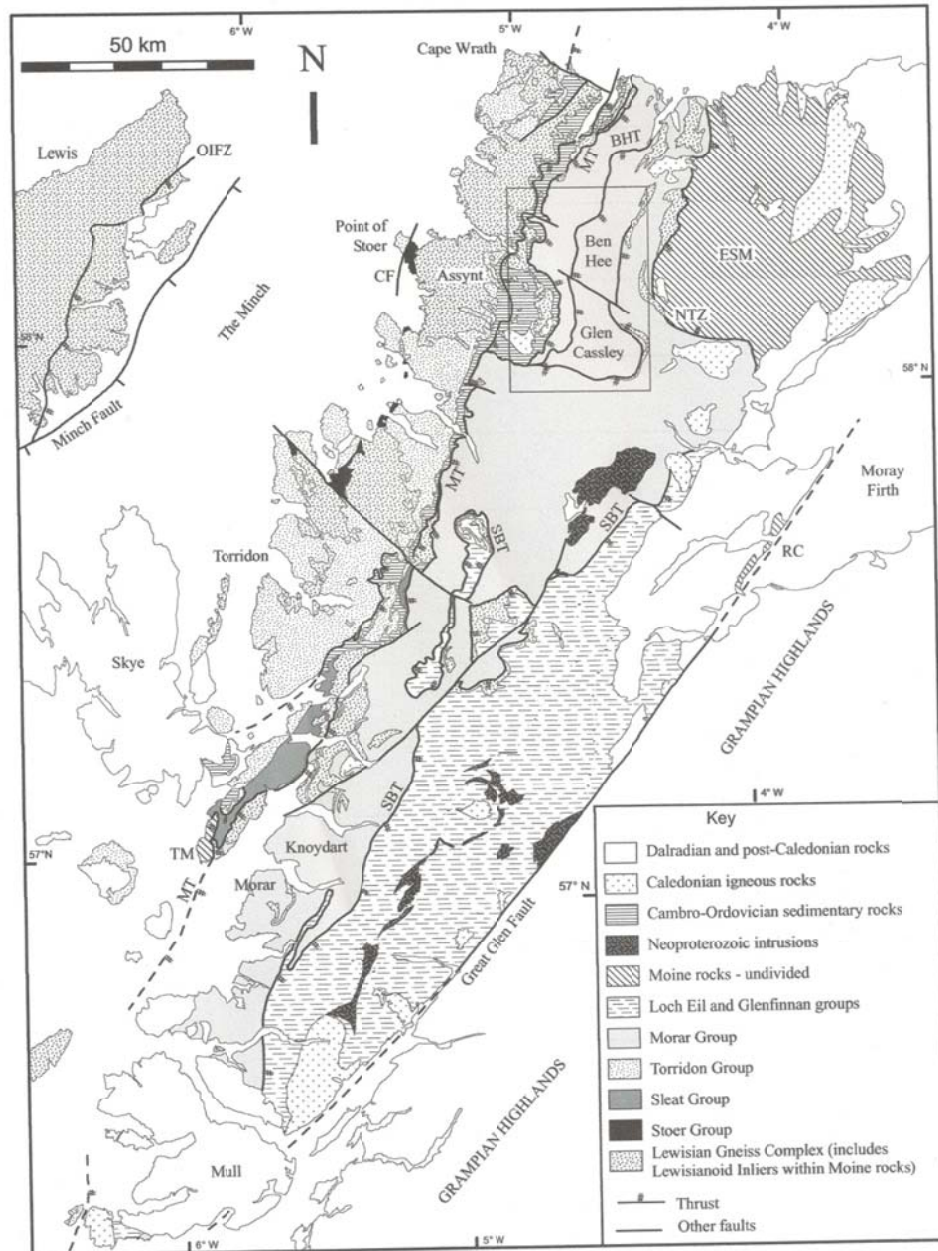 6° W
5° W
4° W
50 km
N
Cape Wrath
Lewis
OIFZ
MT
BHT
Point of
Stoer
CF
Assynt
Ben
Hee
ESM
The Minch
NTZ
58°N
Glen
Cassley
58° N
Minch Fault
MT
Moray
Firth
SBT
SBT
RC
Torridon
Skye
GRAMPIAN HIGHLANDS
SBT
4° W
Knoydart
TM
57°N
MT
Morar
57° N
Great Glen Fault
GRAMPIAN HIGHLANDS
Mull
6° W
5° W
Key
Dalradian and post-Caledonian rocks
Caledonian igneous rocks
Cambro-Ordovician sedimentary rocks
Neoproterozoic intrusions
Moine rocks - undivided
Loch Eil and Glenfinnan groups
Morar Group
Torridon Group
Sleat Group
Stoer Group
Lewisian Gneiss Complex (includes
Lewisianoid Inliers within Moine rocks)
Thrust
Other faults